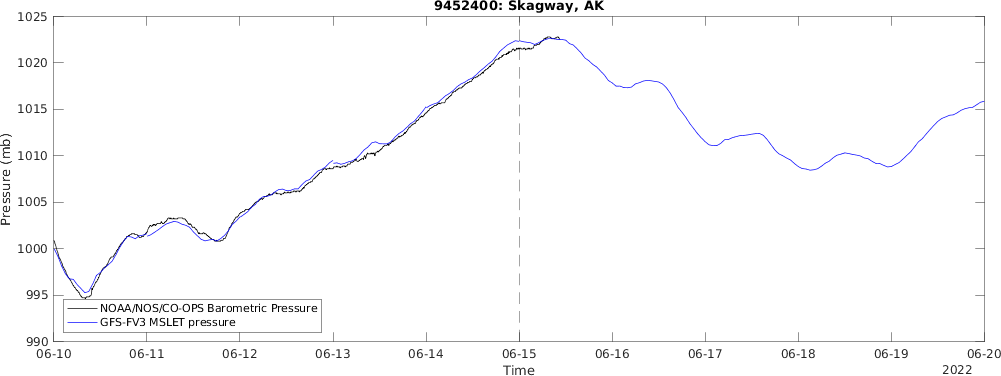 9452400: Skagway, AK
Pressure (mb)
1025
1020
1015
1010
1005
1000
995
990
NOAA/NOS/CO-OPS Barometric Pressure
GFS-FV3 MSLET pressure
06-10 06-11 06-12 06-13 06-14 06-15 06-16 06-17 06-18 06-19 06-20
Time
2022